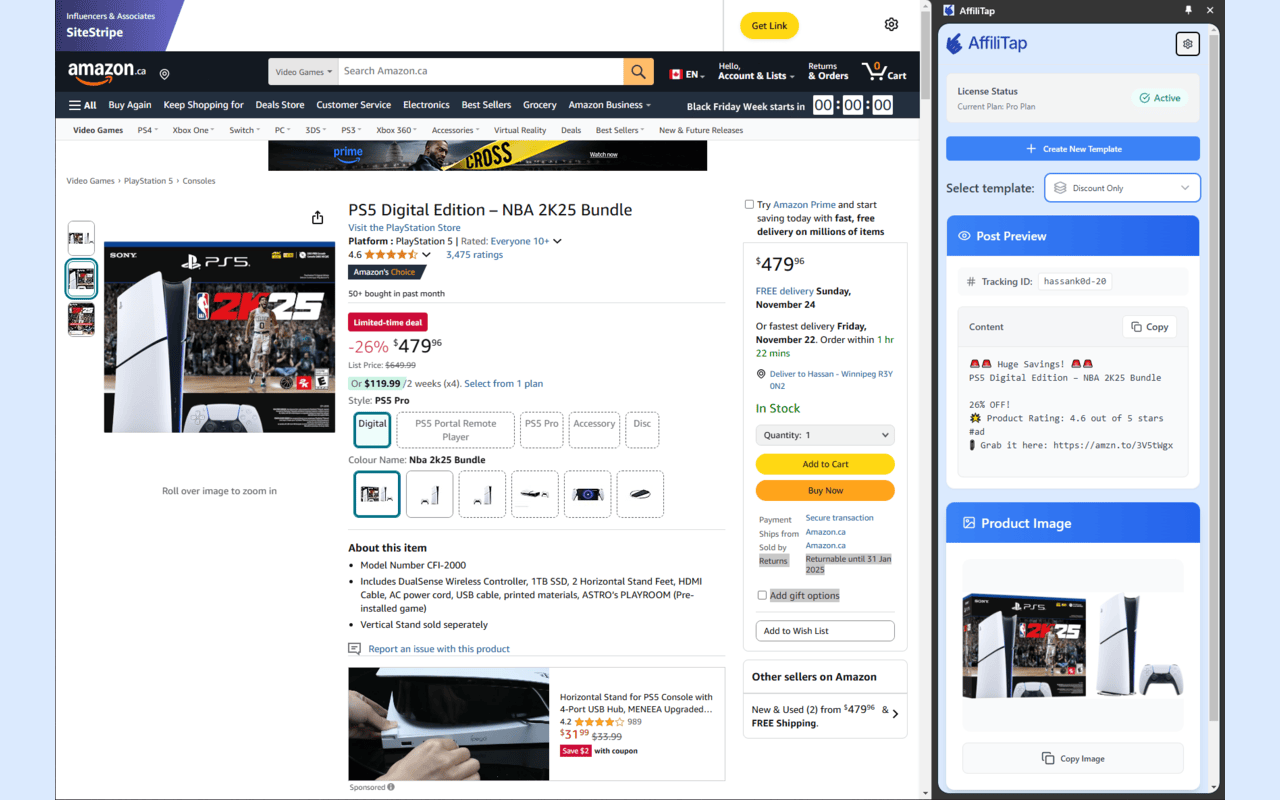 Influencers & Associates
SiteStripe
Get Link
amazon.ca
Video Games
Search Amazon.ca
EN
Hello,
Account & Lists
Returns
& Orders
0
Cart
All
Buy Again
Keep Shopping for
Deals Store
Customer Service
Electronics
Best Sellers
Grocery
Amazon Business
Black Friday Week starts in
00:00:00
Video Games
PS4
Xbox One
Switch
PC
3DS
PS3
Xbox 360
Accessories
Virtual Reality
Deals
Best Sellers
New & Future Releases
prime
CROSS
Watch now
Video Games › PlayStation 5 › Consoles
SONY
PS5
2K25
Roll over image to zoom in
PS5 Digital Edition – NBA 2K25 Bundle
Visit the PlayStation Store
Platform : PlayStation 5 | Rated: Everyone 10+
4.6
3,475 ratings
Amazon's Choice
50+ bought in past month
Limited-time deal
-26% $479.96
List Price: $649.99
Or $119.99 /2 weeks (x4). Select from 1 plan
Style: PS5 Pro
Digital
PS5 Portal Remote
Player
PS5 Pro
Accessory
Disc
Colour Name: Nba 2k25 Bundle
About this item
• Model Number CFI-2000
• Includes DualSense Wireless Controller, 1TB SSD, 2 Horizontal Stand Feet, HDMI
Cable, AC power cord, USB cable, printed materials, ASTRO's PLAYROOM (Pre-
installed game)
• Vertical Stand sold seperately
Report an issue with this product
Horizontal Stand for PS5 Console with
4-Port USB Hub, MENEEA Upgraded...
4.2
989
$31.99 $33.99
Save $2 with coupon
Sponsored
Try Amazon Prime and start
saving today with fast, free
delivery on millions of items
$479.96
FREE delivery Sunday,
November 24
Or fastest delivery Friday,
November 22. Order within 1 hr
22 mins
Deliver to Hassan - Winnipeg R3Y
0N2
In Stock
Quantity: 1
Add to Cart
Buy Now
Payment
Secure transaction
Ships from
Amazon.ca
Sold by
Amazon.ca
Returns
Returnable until 31 Jan
2025
Add gift options
Add to Wish List
Other sellers on Amazon
New & Used (2) from $479.96 &
FREE Shipping.
AffiliTap
AffiliTap
License Status
Current Plan: Pro Plan
Active
Create New Template
Select template:
Discount Only
Post Preview
# Tracking ID: hassank0d-20
Content
Copy
🚨🚨 Huge Savings! 🚨🚨
PS5 Digital Edition – NBA 2K25 Bundle
26% OFF!
Product Rating: 4.6 out of 5 stars
#ad
Grab it here: https://amzn.to/3V5tWgx
Product Image
SONY
PS5
2K25
Copy Image